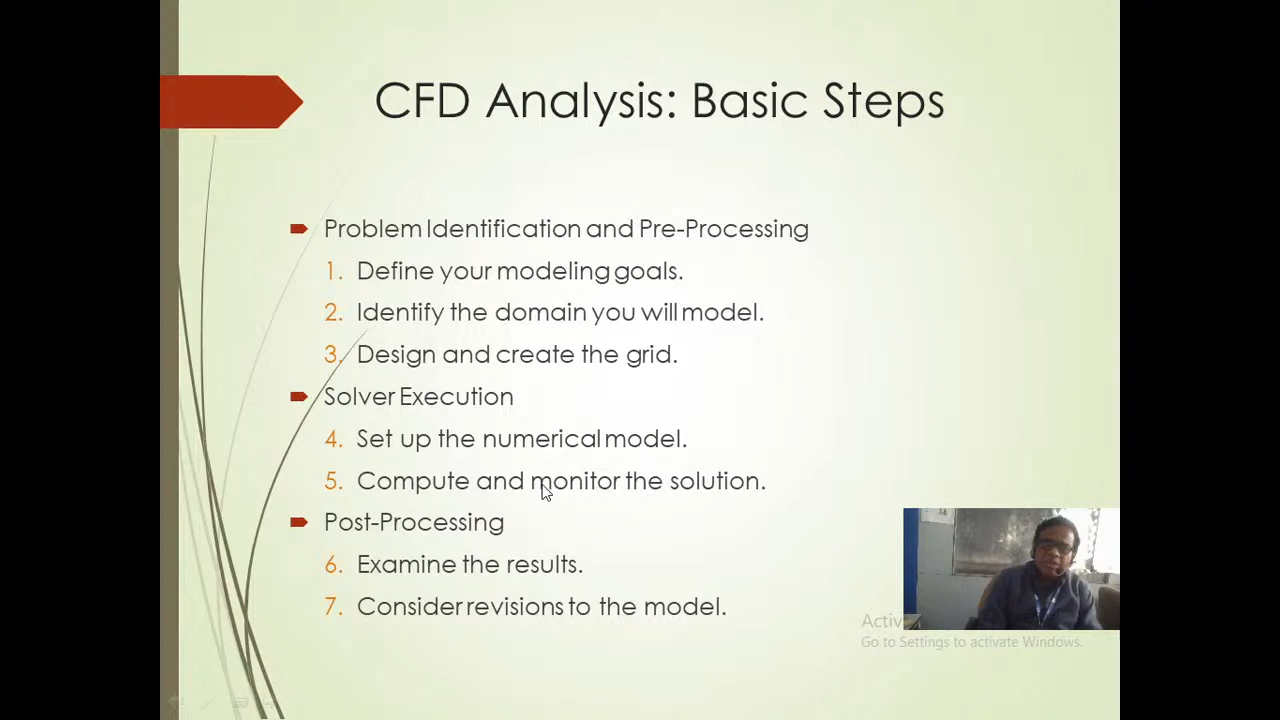 CFD Analysis: Basic Steps
Problem Identification and Pre-Processing
1. Define your modeling goals.
2. Identify the domain you will model.
3. Design and create the grid.
Solver Execution
4. Set up the numerical model.
5. Compute and monitor the solution.
Post-Processing
6. Examine the results.
7. Consider revisions to the model.
Activ
Go to Settings to activate Windows.